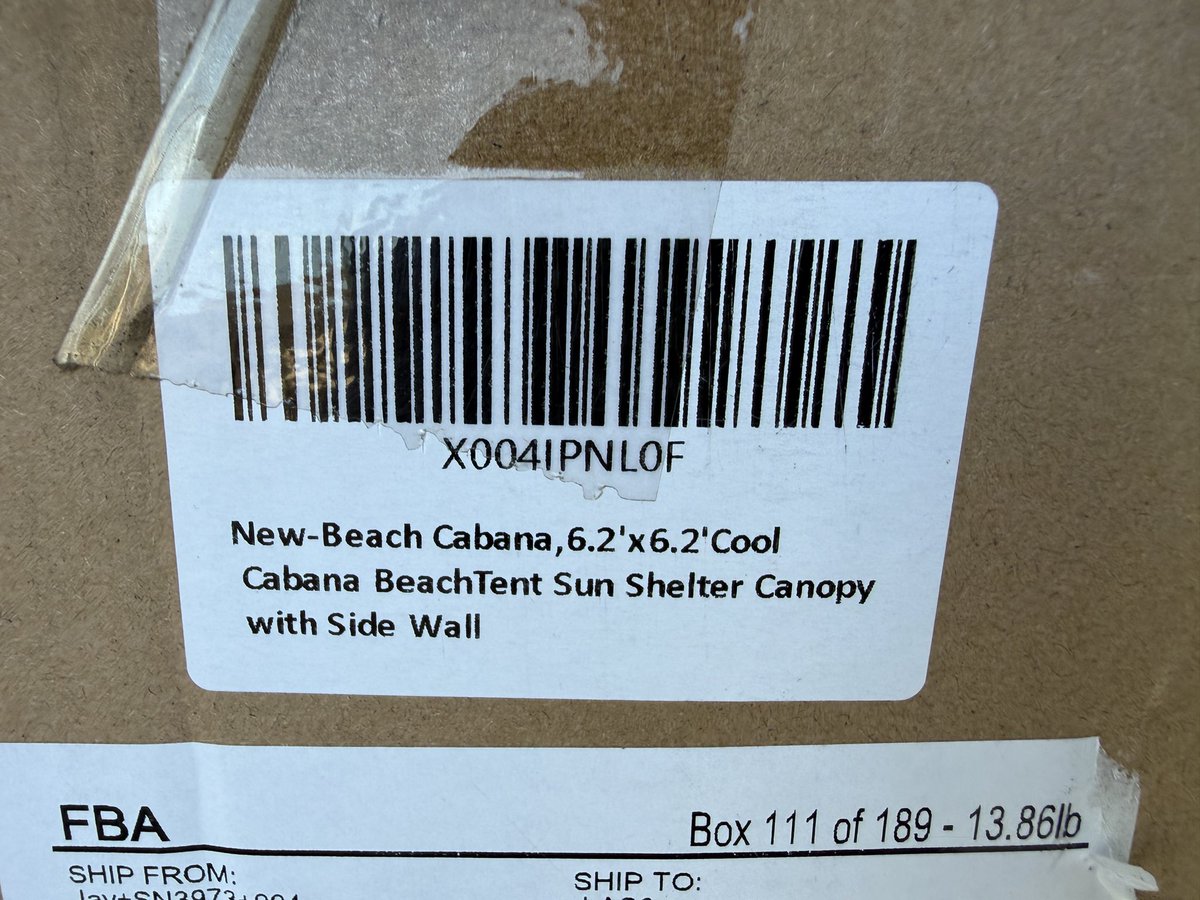 X004IPNL0F
New-Beach Cabana,6.2'x6.2'Cool
Cabana BeachTent Sun Shelter Canopy
with Side Wall
FBA
Box 111 of 189 - 13.86lb
SHIP FROM:
SHIP TO: